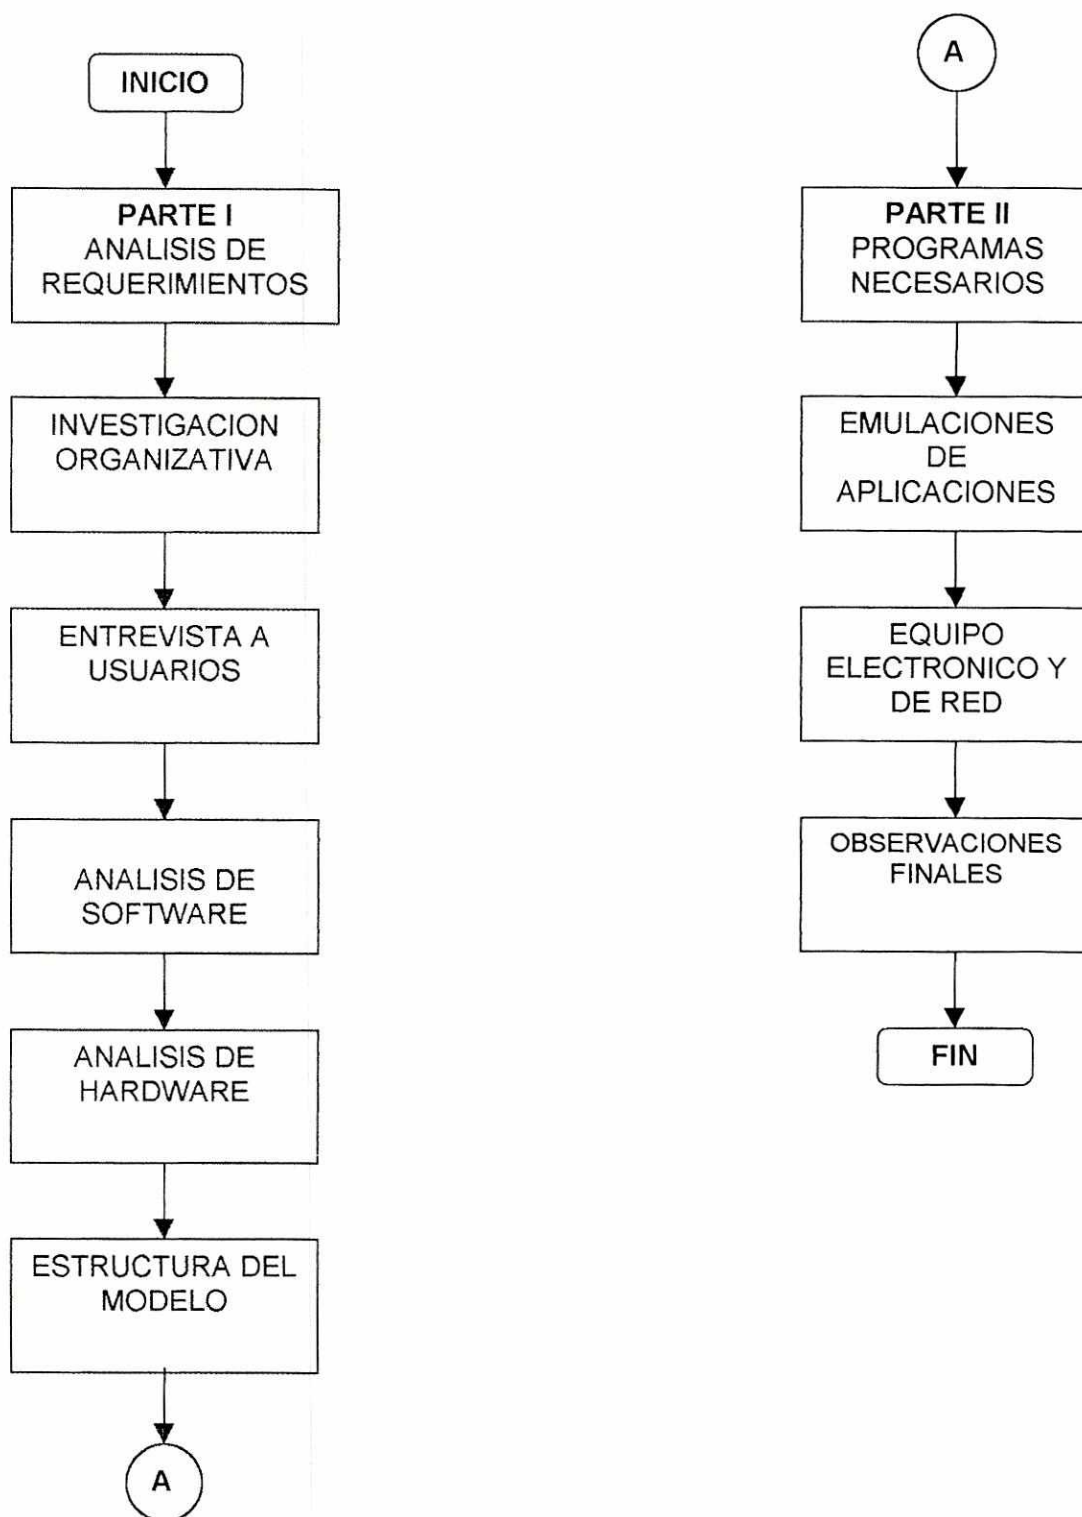 INICIO
PARTE I
ANALISIS DE
REQUERIMIENTOS
INVESTIGACION
ORGANIZATIVA
ENTREVISTA A
USUARIOS
ANALISIS DE
SOFTWARE
ANALISIS DE
HARDWARE
ESTRUCTURA DEL
MODELO
A
A
PARTE II
PROGRAMAS
NECESARIOS
EMULACIONES
DE
APLICACIONES
EQUIPO
ELECTRONICO Y
DE RED
OBSERVACIONES
FINALES
FIN